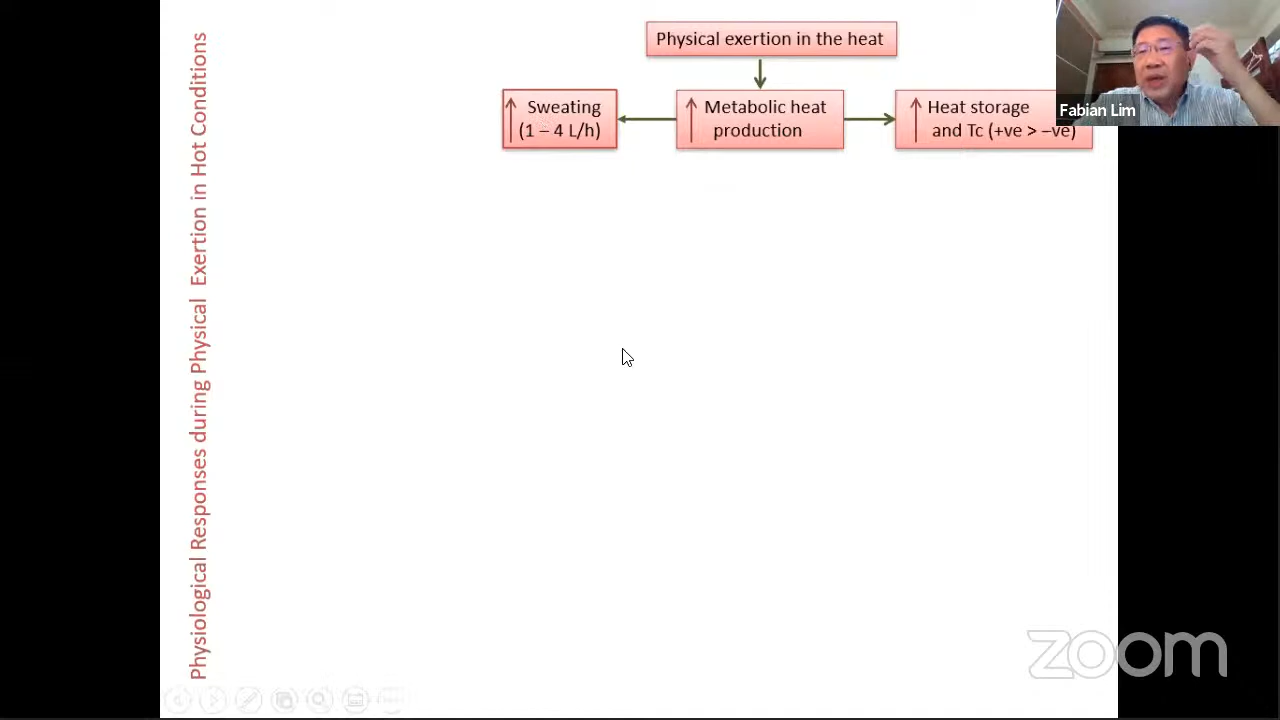 Physical exertion in the heat
Fabian Lim
↑ Sweating
(1 – 4 L/h)
↑ Metabolic heat
production
↑ Heat storage
and Tc (+ve > –ve)
Physiological Responses during Physical Exertion in Hot Conditions
zoom